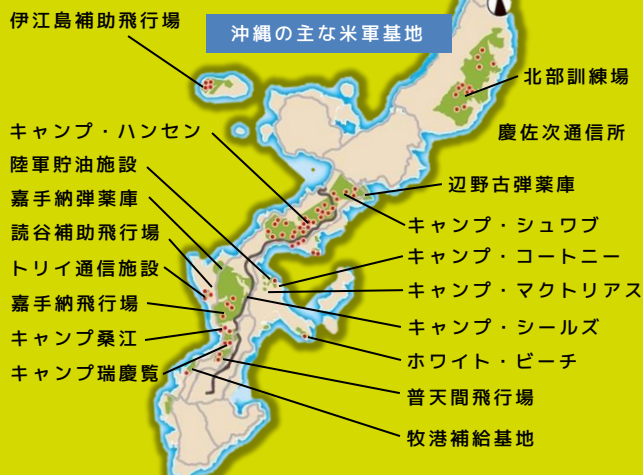 伊江島補助飛行場
沖縄の主な米軍基地
北部訓練場
慶佐次通信所
キャンプ・ハンセン
陸軍貯油施設
嘉手納弾薬庫
読谷補助飛行場
トリイ通信施設
嘉手納飛行場
キャンプ桑江
キャンプ瑞慶覧
辺野古弾薬庫
キャンプ・シュワブ
キャンプ・コートニー
キャンプ・マクトリアス
キャンプ・シールズ
ホワイト・ビーチ
普天間飛行場
牧港補給基地